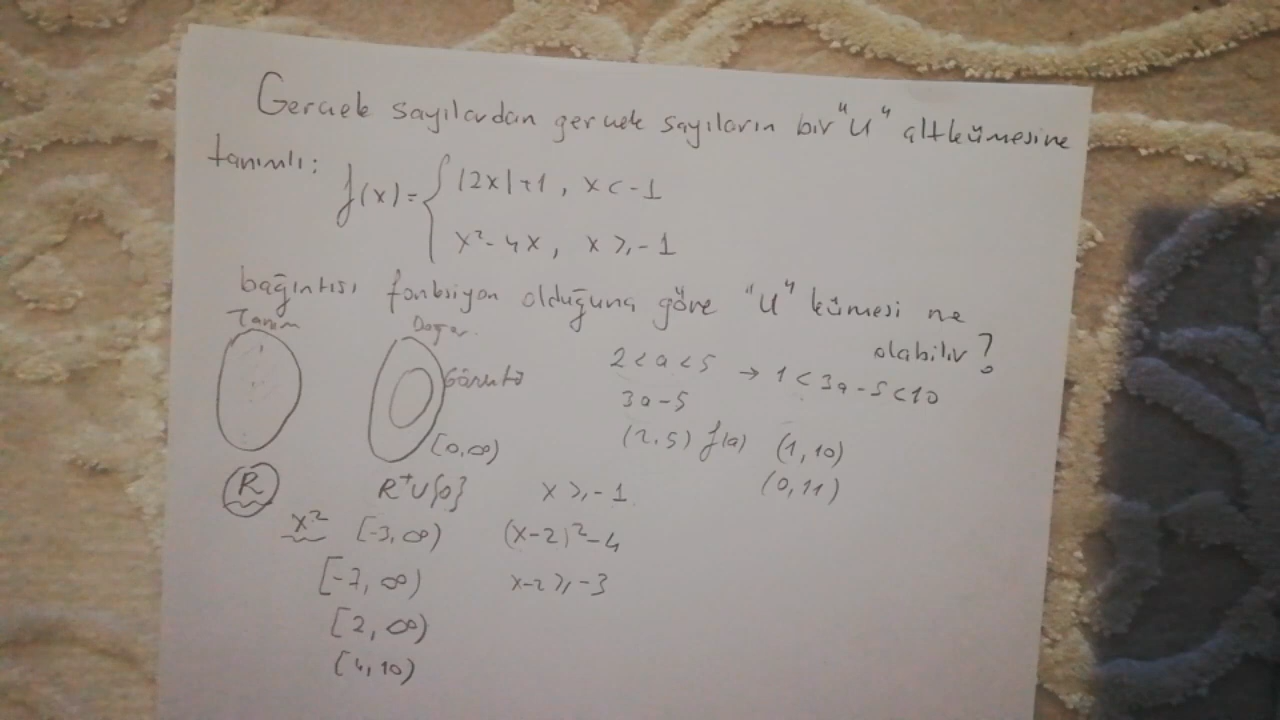 Gerçek sayılardan gerçek sayıların bir "U" altkümesine
tanımlı:
f(x)= { |2x|+1, x<-1
x²-4x, x≥-1
bağıntısı fonksiyon olduğuna göre "U" kümesi ne
olabilir?
Tanım
Değer.
Görüntü
[0,∞)
R
R⁺U{0}
x²
[-3,∞)
[-7,∞)
[2,∞)
(4,10)
x≥-1
(x-2)²-4
x-2≥-3
2<a<5 → 1<3a-5<10
3a-5
(2,5) f(a) (1,10)
(0,11)